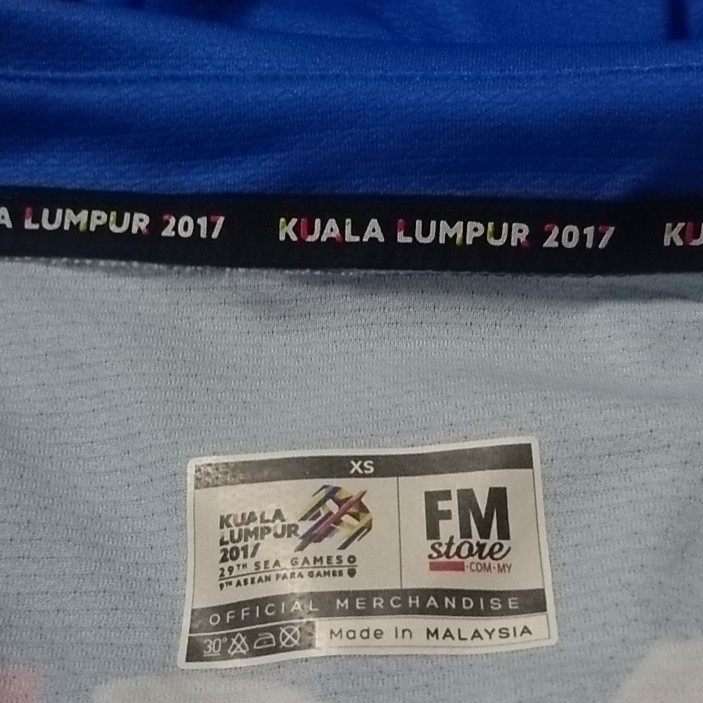 A LUMPUR 2017 KUALA LUMPUR 2017 KU
XS
KUALA
LUMPUR
2017
29TH SEA GAMES
9TH ASEAN PARA GAMES
FM
store
.COM.MY
OFFICIAL MERCHANDISE
30° Made in MALAYSIA